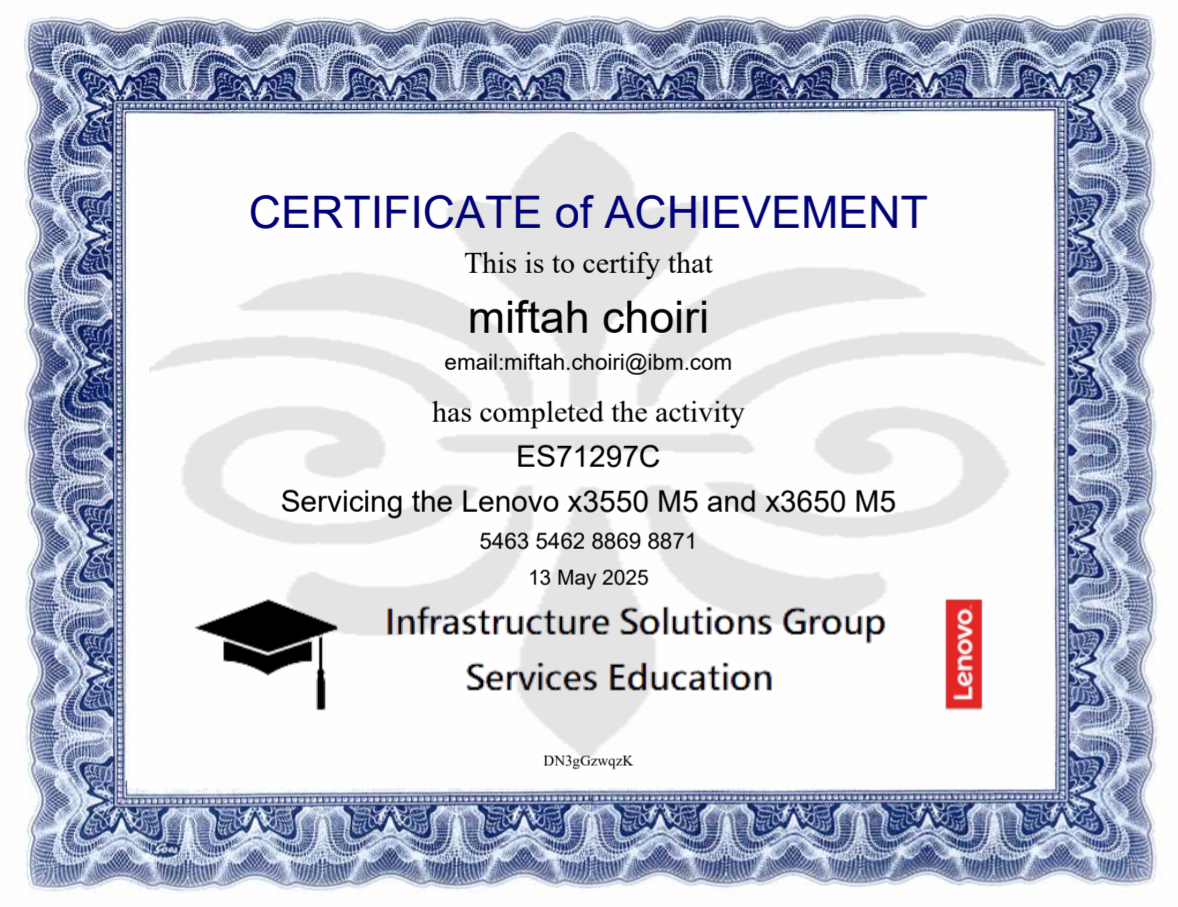 CERTIFICATE of ACHIEVEMENT
This is to certify that
miftah choiri
email:miftah.choiri@ibm.com
has completed the activity
ES71297C
Servicing the Lenovo x3550 M5 and x3650 M5
5463 5462 8869 8871
13 May 2025
Infrastructure Solutions Group
Services Education
Lenovo
DN3gGzwqzK